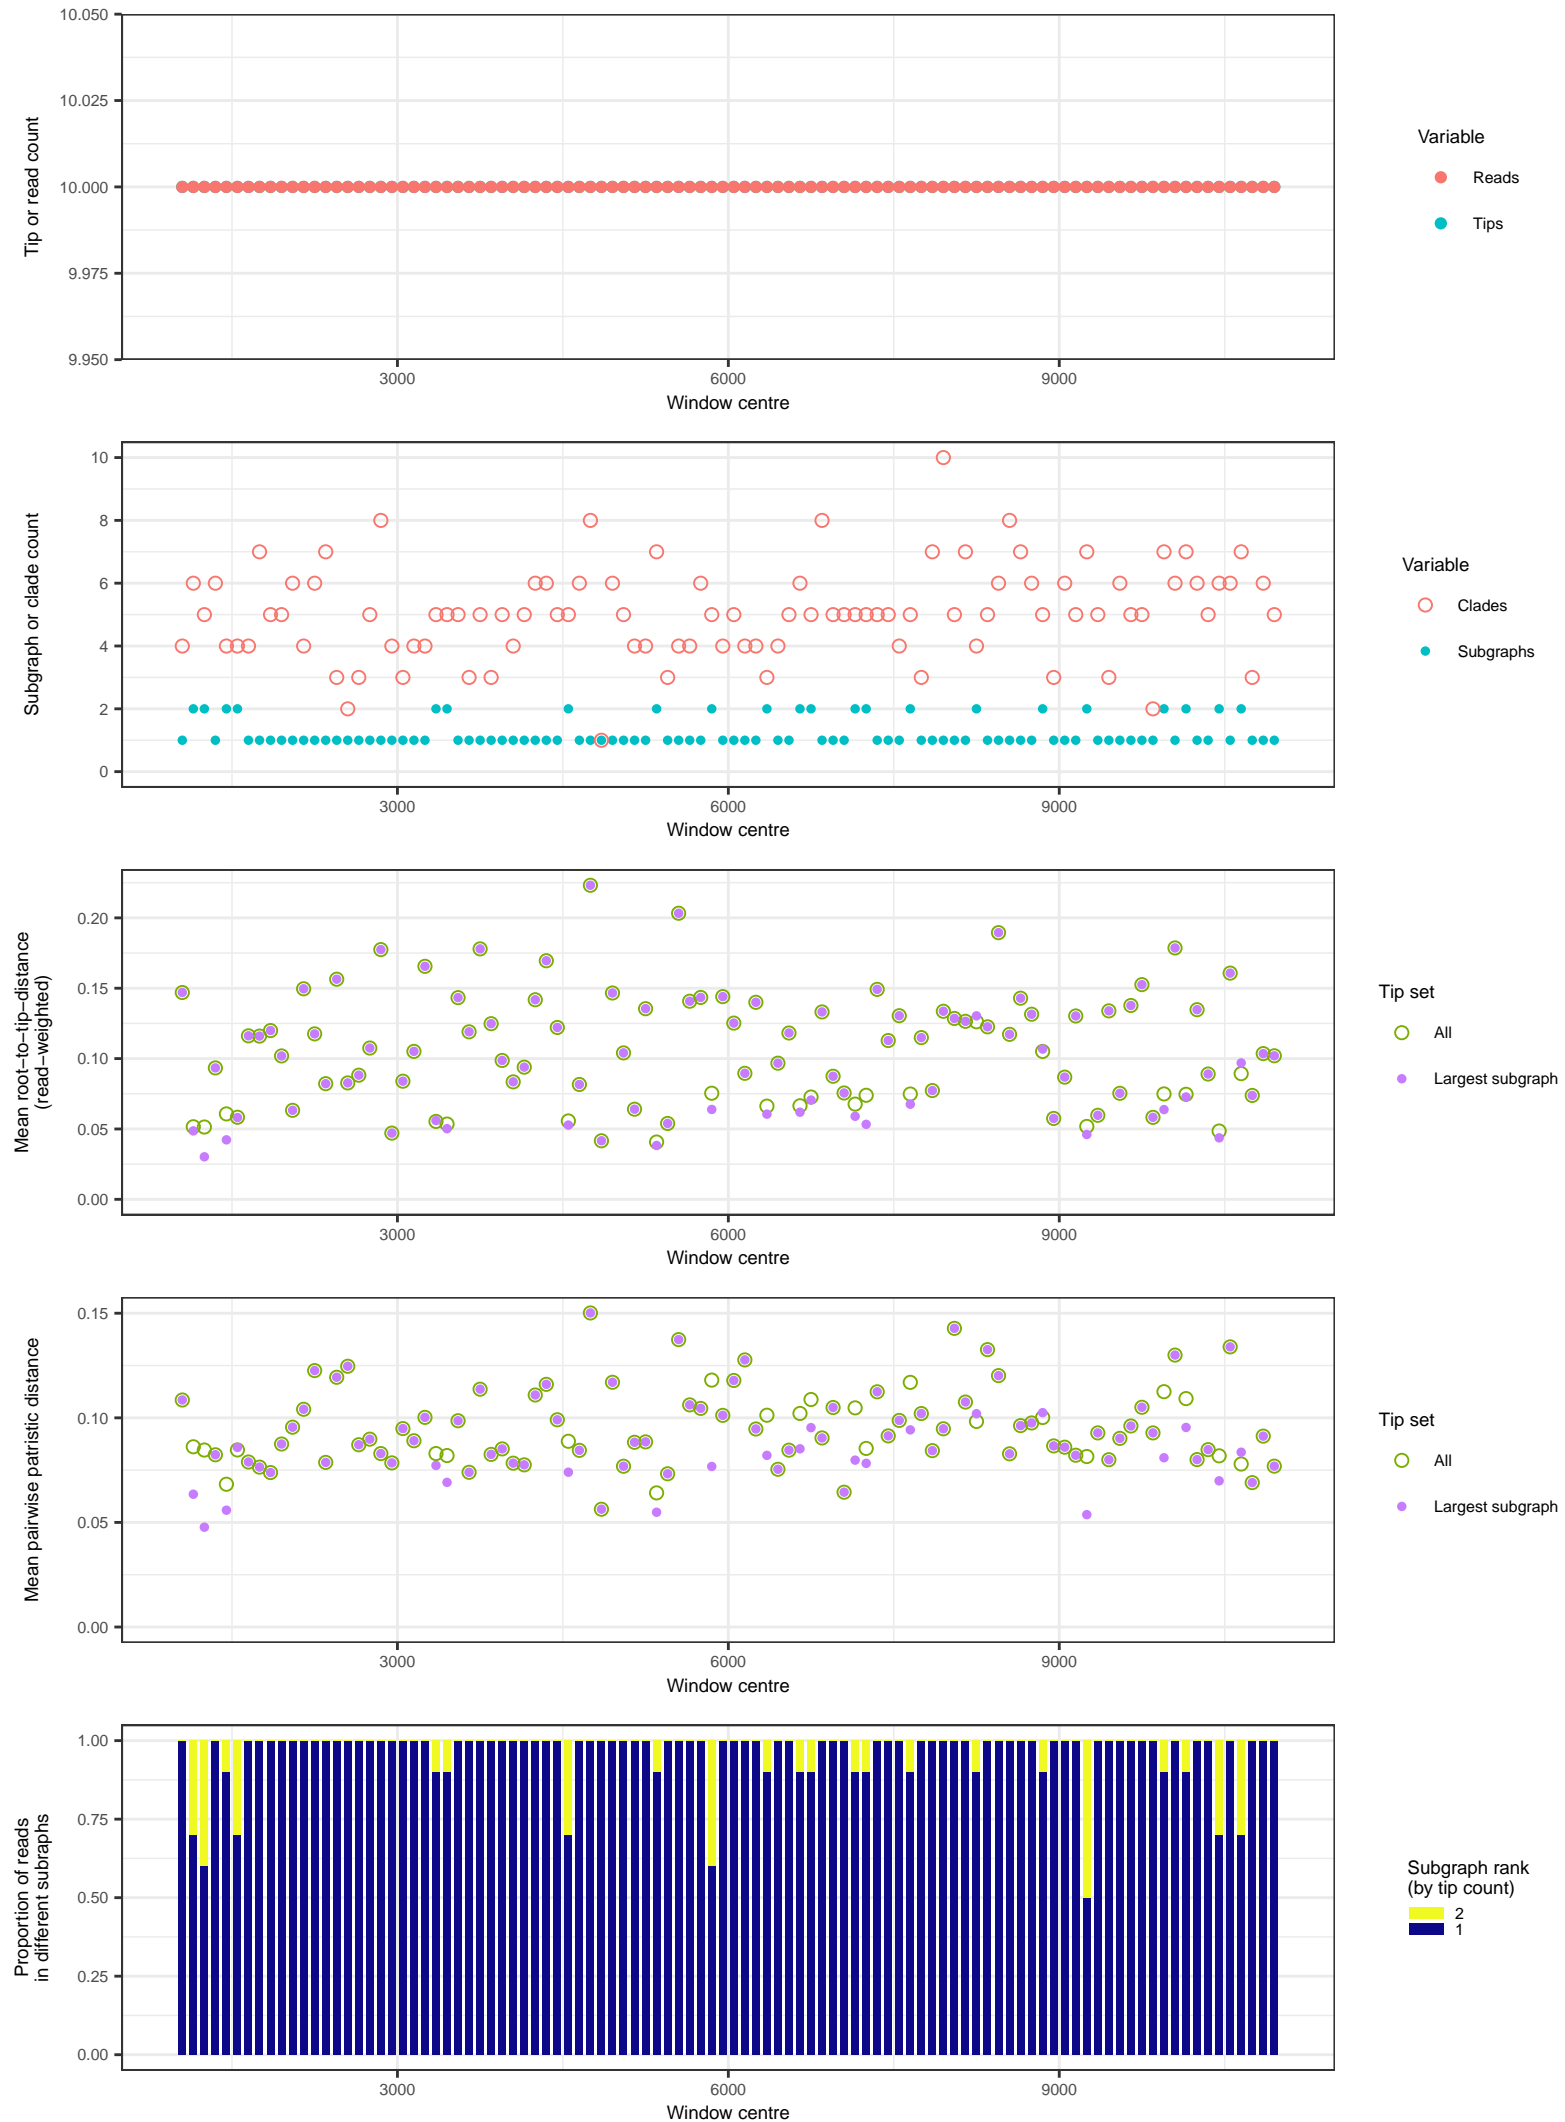 10.050
10.025
10.000
9.975
9.950
Tip or read count
3000 6000 9000
Window centre
Variable
Reads
Tips
10
8
6
4
2
0
Subgraph or clade count
3000 6000 9000
Window centre
Variable
Clades
Subgraphs
0.20
0.15
0.10
0.05
0.00
Mean root−to−tip−distance
(read−weighted)
3000 6000 9000
Window centre
Tip set
All
Largest subgraph
0.15
0.10
0.05
0.00
Mean pairwise patristic distance
3000 6000 9000
Window centre
Tip set
All
Largest subgraph
1.00
0.75
0.50
0.25
0.00
Proportion of reads
in different subraphs
3000 6000 9000
Window centre
Subgraph rank
(by tip count)
2
1